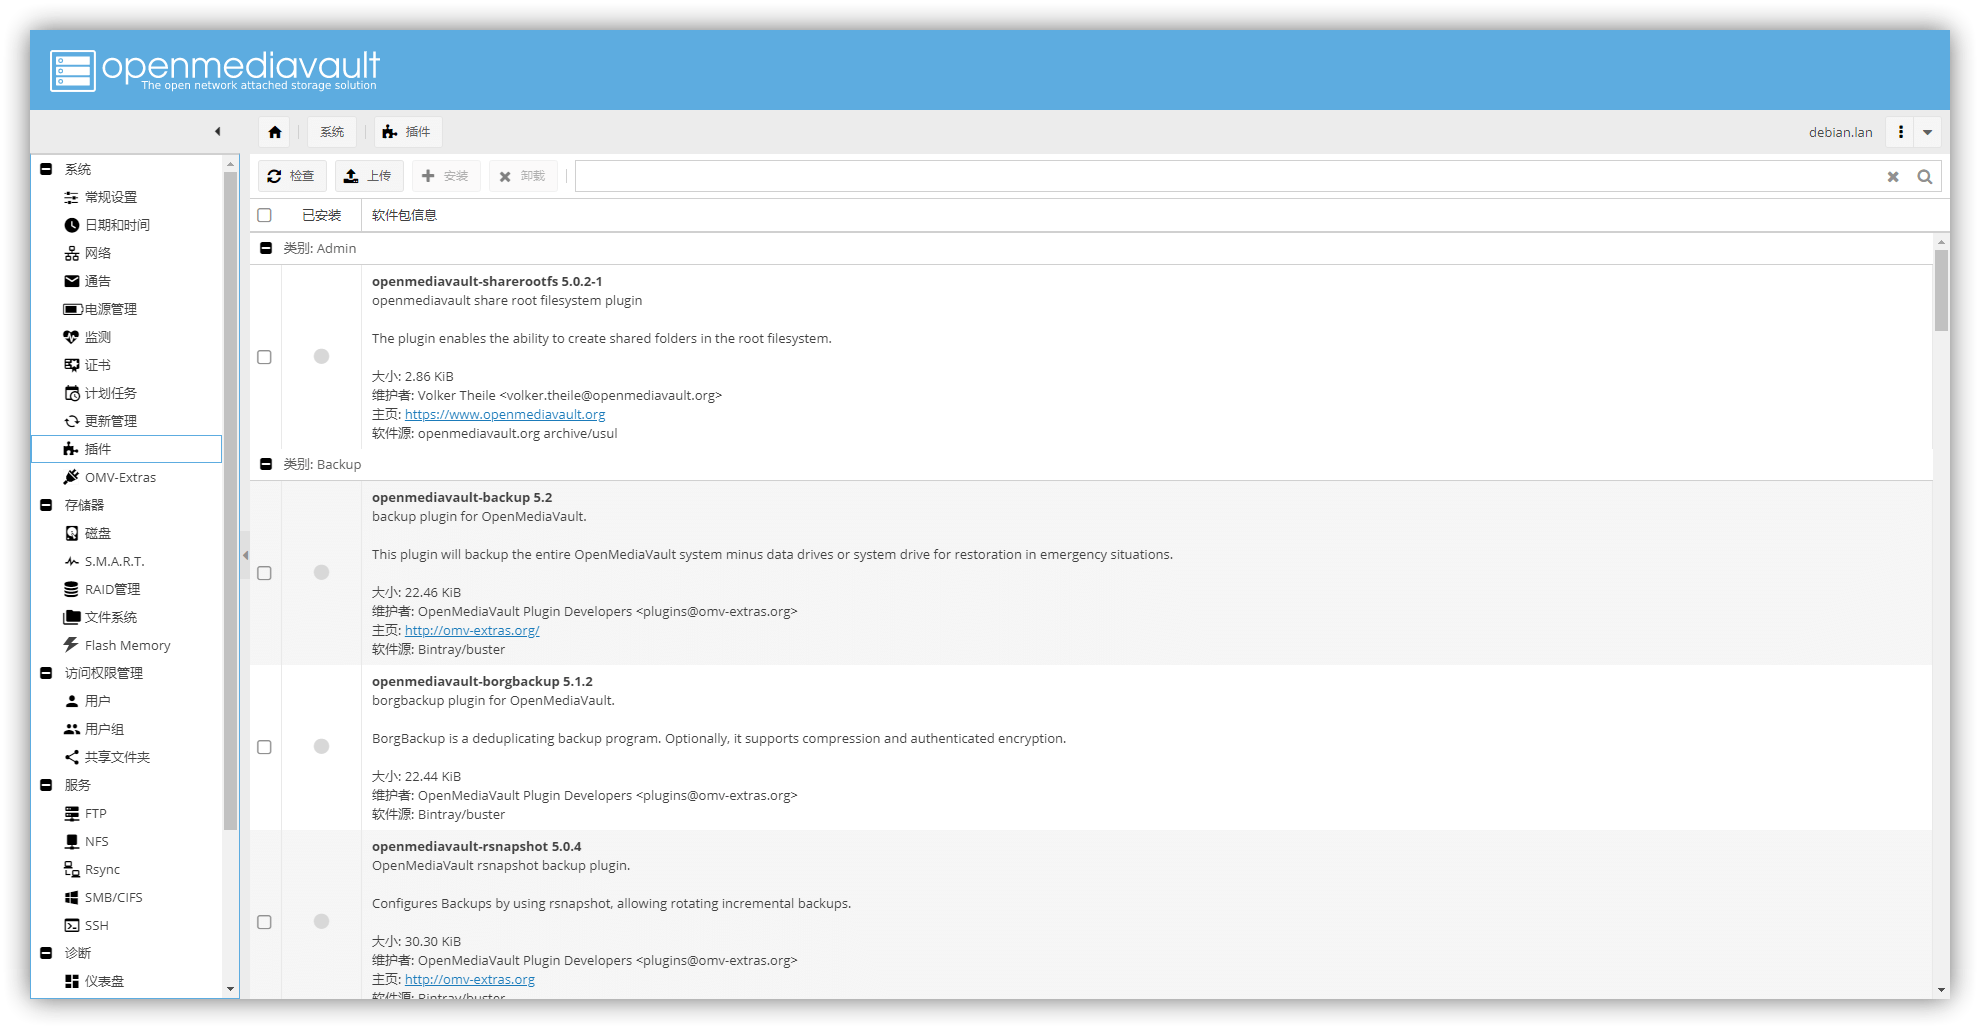 openmediavault
The open network attached storage solution
系统
插件
debian.lan
系统
常规设置
日期和时间
网络
通告
电源管理
监测
证书
计划任务
更新管理
插件
OMV-Extras
存储器
磁盘
S.M.A.R.T.
RAID管理
文件系统
Flash Memory
访问权限管理
用户
用户组
共享文件夹
服务
FTP
NFS
Rsync
SMB/CIFS
SSH
诊断
仪表盘
检查
上传
安装
卸载
已安装
软件包信息
类别: Admin
openmediavault-sharerootfs 5.0.2-1
openmediavault share root filesystem plugin
The plugin enables the ability to create shared folders in the root filesystem.
大小: 2.86 KiB
维护者: Volker Theile <volker.theile@openmediavault.org>
主页: https://www.openmediavault.org
软件源: openmediavault.org archive/usul
类别: Backup
openmediavault-backup 5.2
backup plugin for OpenMediaVault.
This plugin will backup the entire OpenMediaVault system minus data drives or system drive for restoration in emergency situations.
大小: 22.46 KiB
维护者: OpenMediaVault Plugin Developers <plugins@omv-extras.org>
主页: http://omv-extras.org/
软件源: Bintray/buster
openmediavault-borgbackup 5.1.2
borgbackup plugin for OpenMediaVault.
BorgBackup is a deduplicating backup program. Optionally, it supports compression and authenticated encryption.
大小: 22.44 KiB
维护者: OpenMediaVault Plugin Developers <plugins@omv-extras.org>
软件源: Bintray/buster
openmediavault-rsnapshot 5.0.4
OpenMediaVault rsnapshot backup plugin.
Configures Backups by using rsnapshot, allowing rotating incremental backups.
大小: 30.30 KiB
维护者: OpenMediaVault Plugin Developers <plugins@omv-extras.org>
主页: http://omv-extras.org
软件源: Bintray/buster